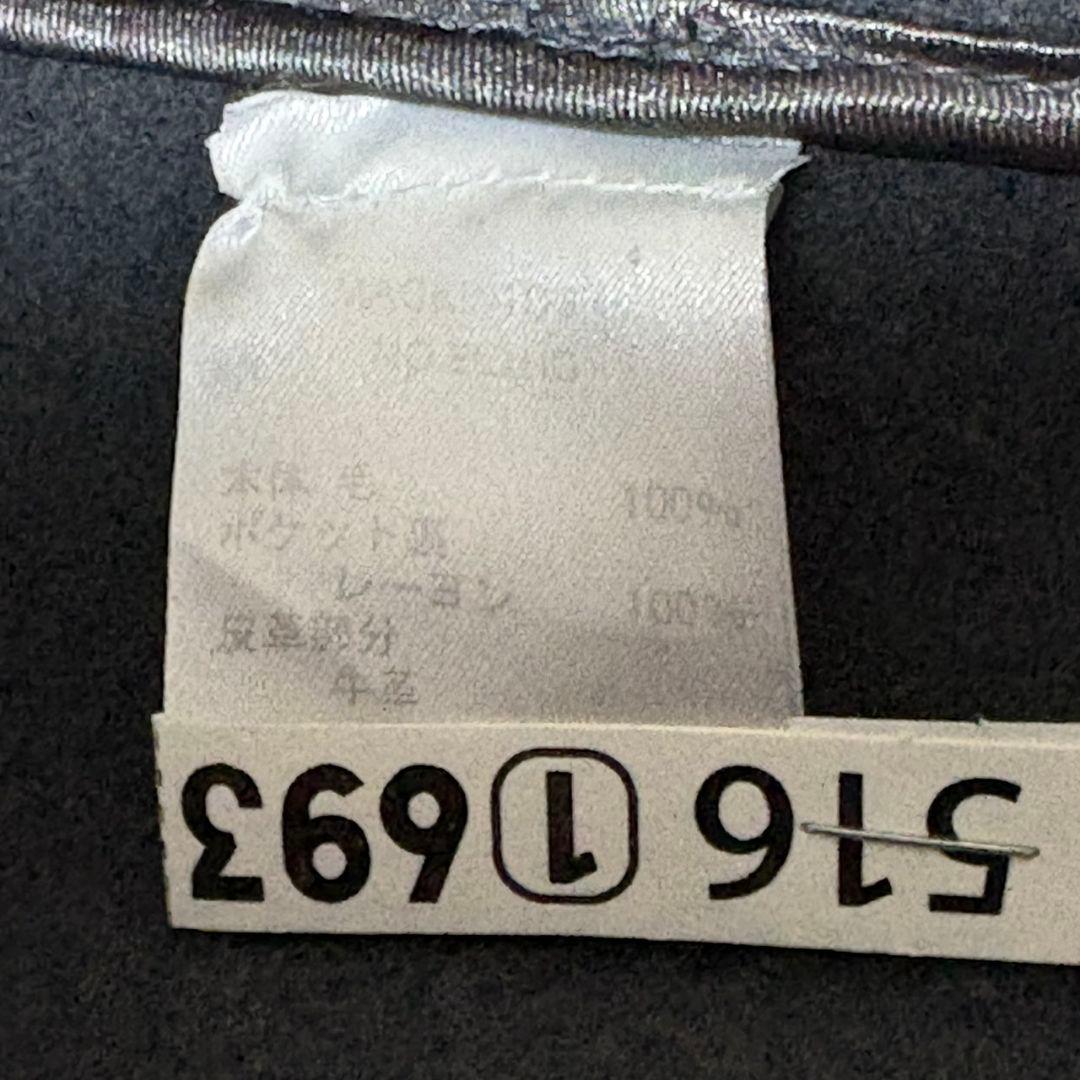 本体 毛 100%
ポケット裏
レーヨン 100%
皮革部分
牛革
516 1 693